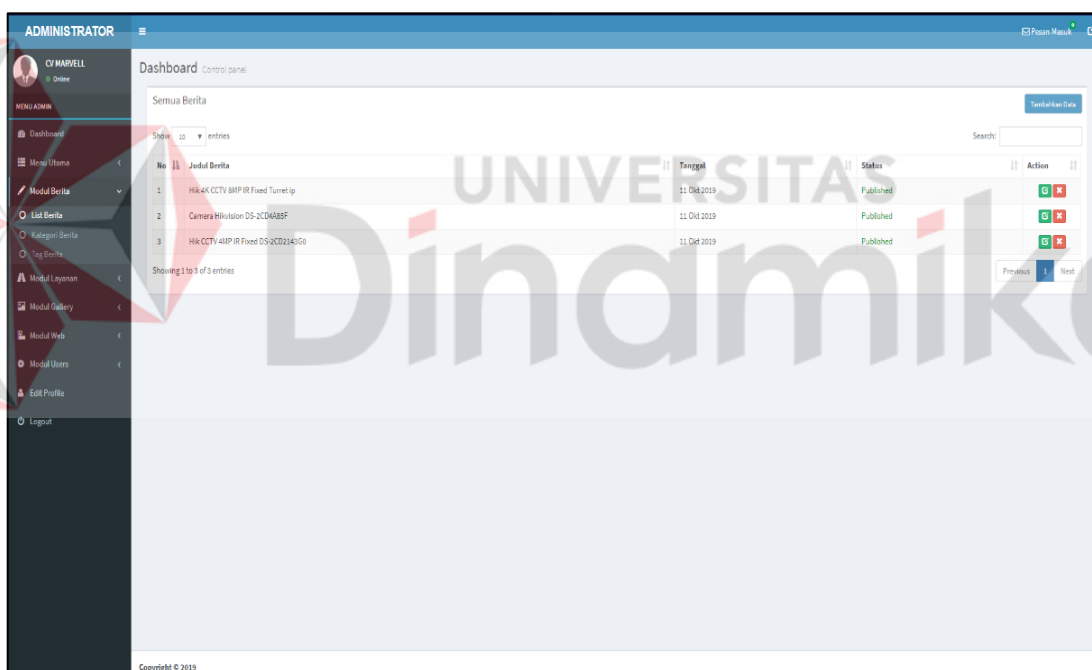 ADMINISTRATOR
Pesan Masuk 0
CV MARVELL
Online
MENU ADMIN
Dashboard
Menu Utama
Modul Berita
List Berita
Kategori Berita
Tag Berita
Modul Layanan
Modul Gallery
Modul Web
Modul Users
Edit Profile
Logout
Dashboard Control panel
Semua Berita
Tambahkan Data
Show 10 entries
Search:
No Judul Berita Tanggal Status Action
1 Hik 4K CCTV 8MP IR Fixed Turret ip 11 Okt 2019 Published
2 Camera Hikvision DS-2CD4A85F 11 Okt 2019 Published
3 Hik CCTV 4MP IR Fixed DS-2CD2143G0 11 Okt 2019 Published
Showing 1 to 3 of 3 entries
Previous 1 Next
UNIVERSITAS
Dinamika
Copyright © 2019